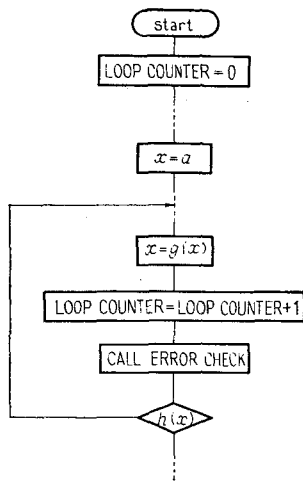 start
LOOP COUNTER = 0
x = a
x = g(x)
LOOP COUNTER=LOOP COUNTER+1
CALL ERROR CHECK
h(x)